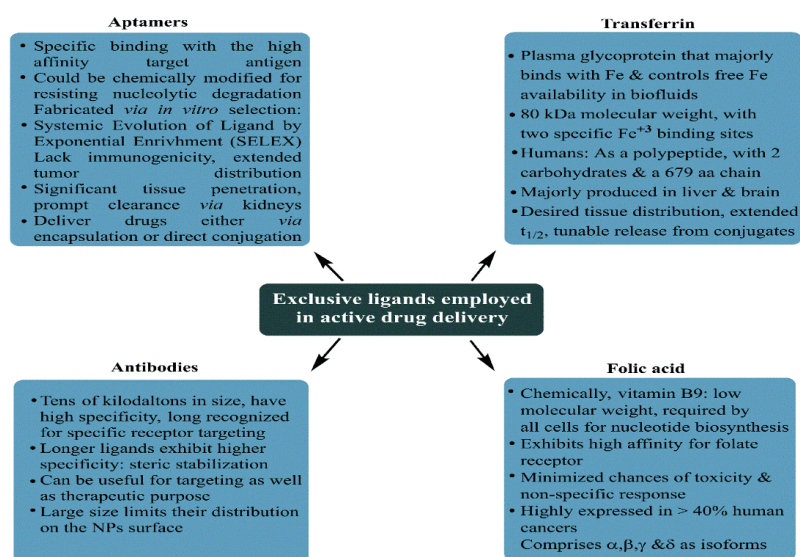 Aptamers
• Specific binding with the high
affinity target antigen
• Could be chemically modified for
resisting nucleolytic degradation
Fabricated via in vitro selection:
• Systemic Evolution of Ligand by
Exponential Enrivhment (SELEX)
Lack immunogenicity, extended
tumor distribution
• Significant tissue penetration,
prompt clearance via kidneys
• Deliver drugs either via
encapsulation or direct conjugation
Transferrin
• Plasma glycoprotein that majorly
binds with Fe & controls free Fe
availability in biofluids
• 80 kDa molecular weight, with
two specific Fe+3 binding sites
• Humans: As a polypeptide, with 2
carbohydrates & a 679 aa chain
• Majorly produced in liver & brain
• Desired tissue distribution, extended
t1/2, tunable release from conjugates
Exclusive ligands employed
in active drug delivery
Antibodies
• Tens of kilodaltons in size, have
high specificity, long recognized
for specific receptor targeting
• Longer ligands exhibit higher
specificity: steric stabilization
• Can be useful for targeting as well
as therapeutic purpose
• Large size limits their distribution
on the NPs surface
Folic acid
• Chemically, vitamin B9: low
molecular weight, required by
all cells for nucleotide biosynthesis
• Exhibits high affinity for folate
receptor
• Minimized chances of toxicity &
non-specific response
• Highly expressed in > 40% human
cancers
Comprises α,β,γ &δ as isoforms